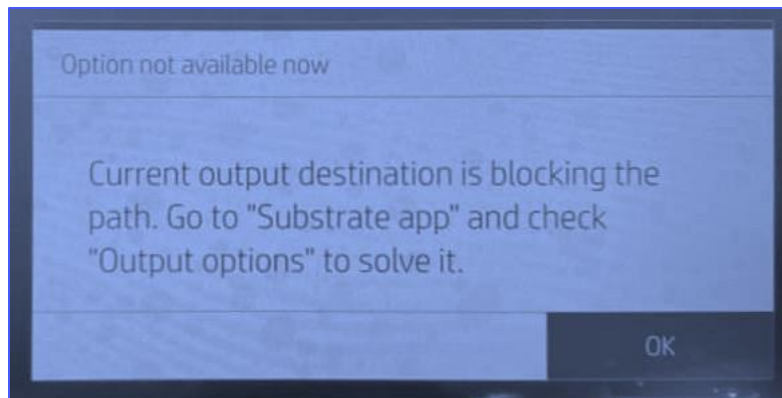 Option not available now
Current output destination is blocking the
path. Go to "Substrate app" and check
"Output options" to solve it.
OK